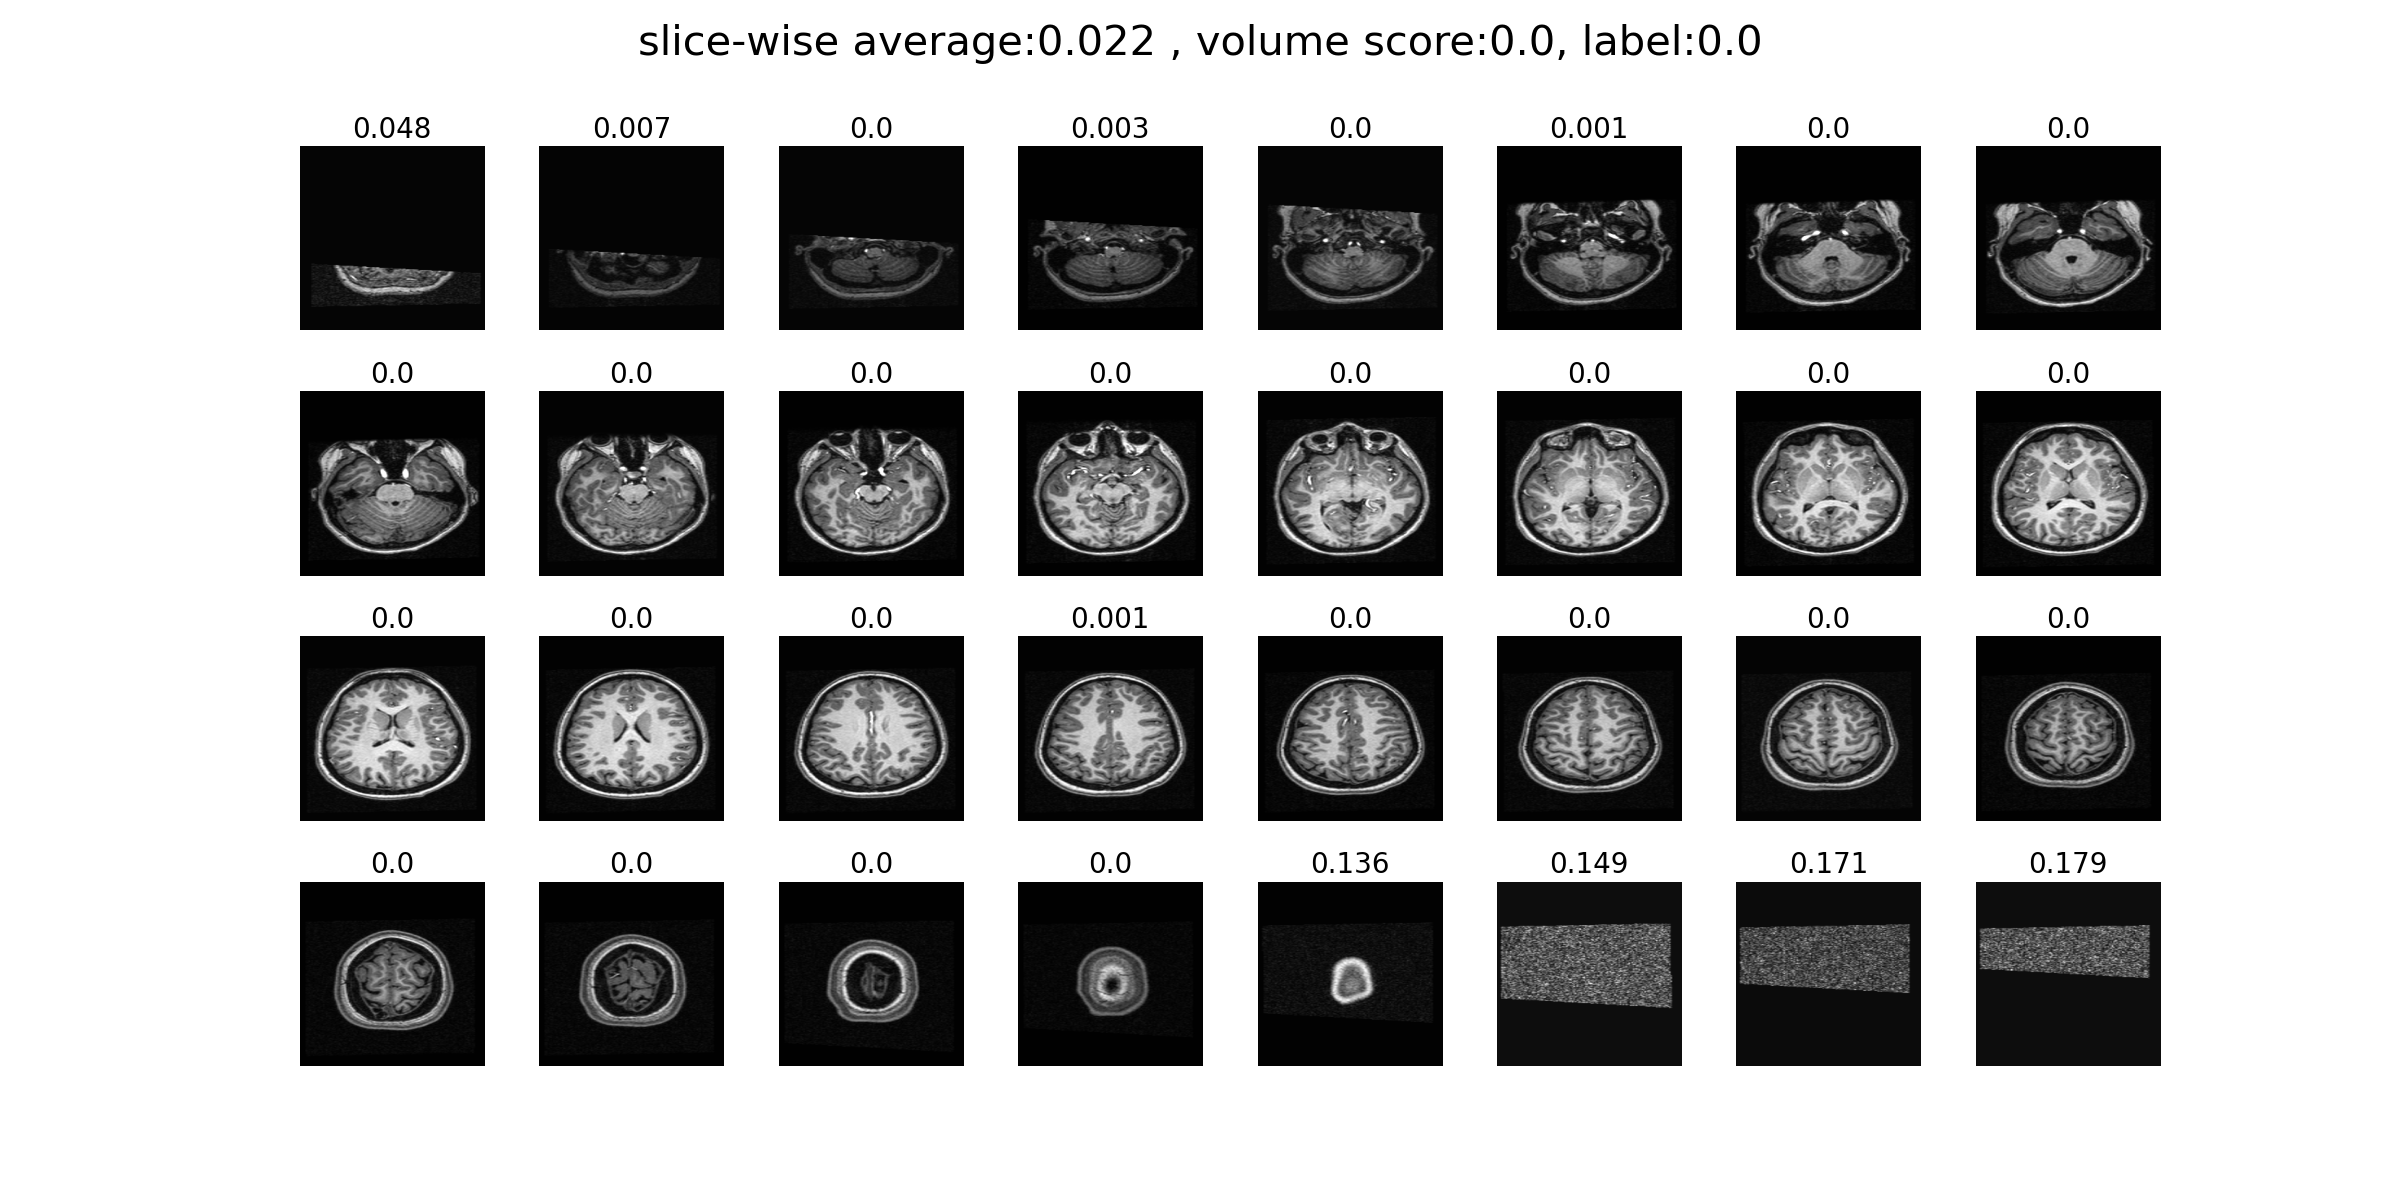 slice-wise average:0.022 , volume score:0.0, label:0.0
0.048 0.007 0.0 0.003 0.0 0.001 0.0 0.0
0.0 0.0 0.0 0.0 0.0 0.0 0.0 0.0
0.0 0.0 0.0 0.001 0.0 0.0 0.0 0.0
0.0 0.0 0.0 0.0 0.136 0.149 0.171 0.179